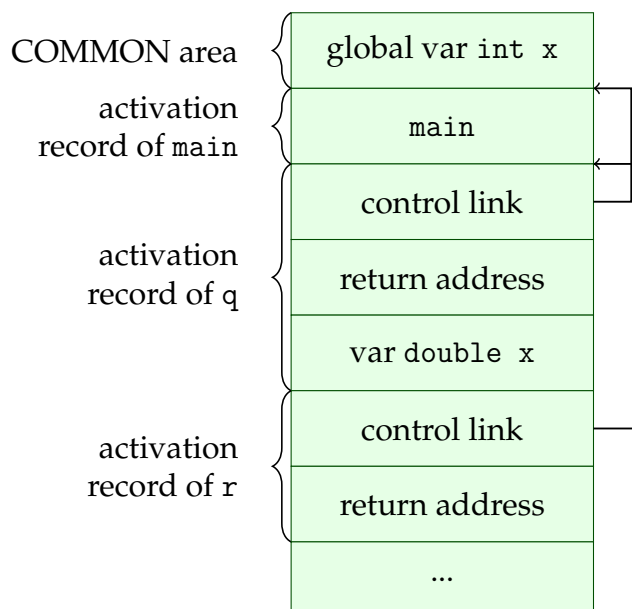 COMMON area
global var int x
activation
record of main
main
control link
activation
record of q
return address
var double x
control link
activation
record of r
return address
...